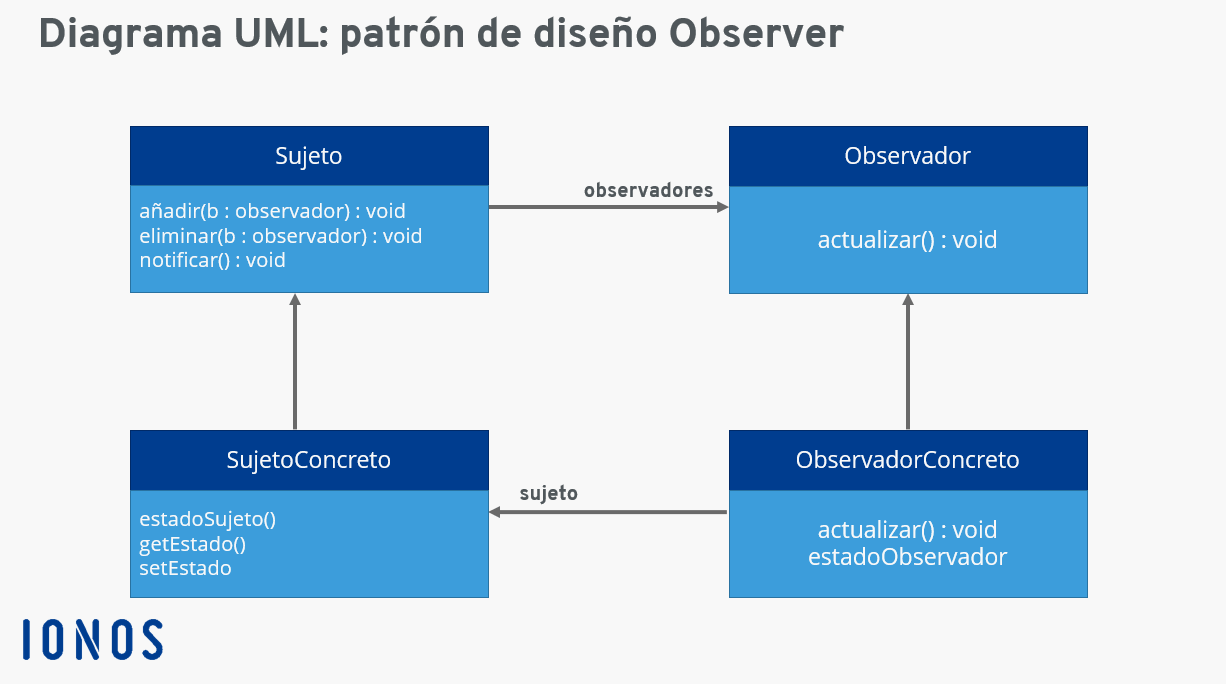 Diagrama UML: patrón de diseño Observer
Sujeto
añadir(b : observador) : void
eliminar(b : observador) : void
notificar() : void
observadores
Observador
actualizar() : void
SujetoConcreto
estadoSujeto()
getEstado()
setEstado
sujeto
ObservadorConcreto
actualizar() : void
estadoObservador
IONOS